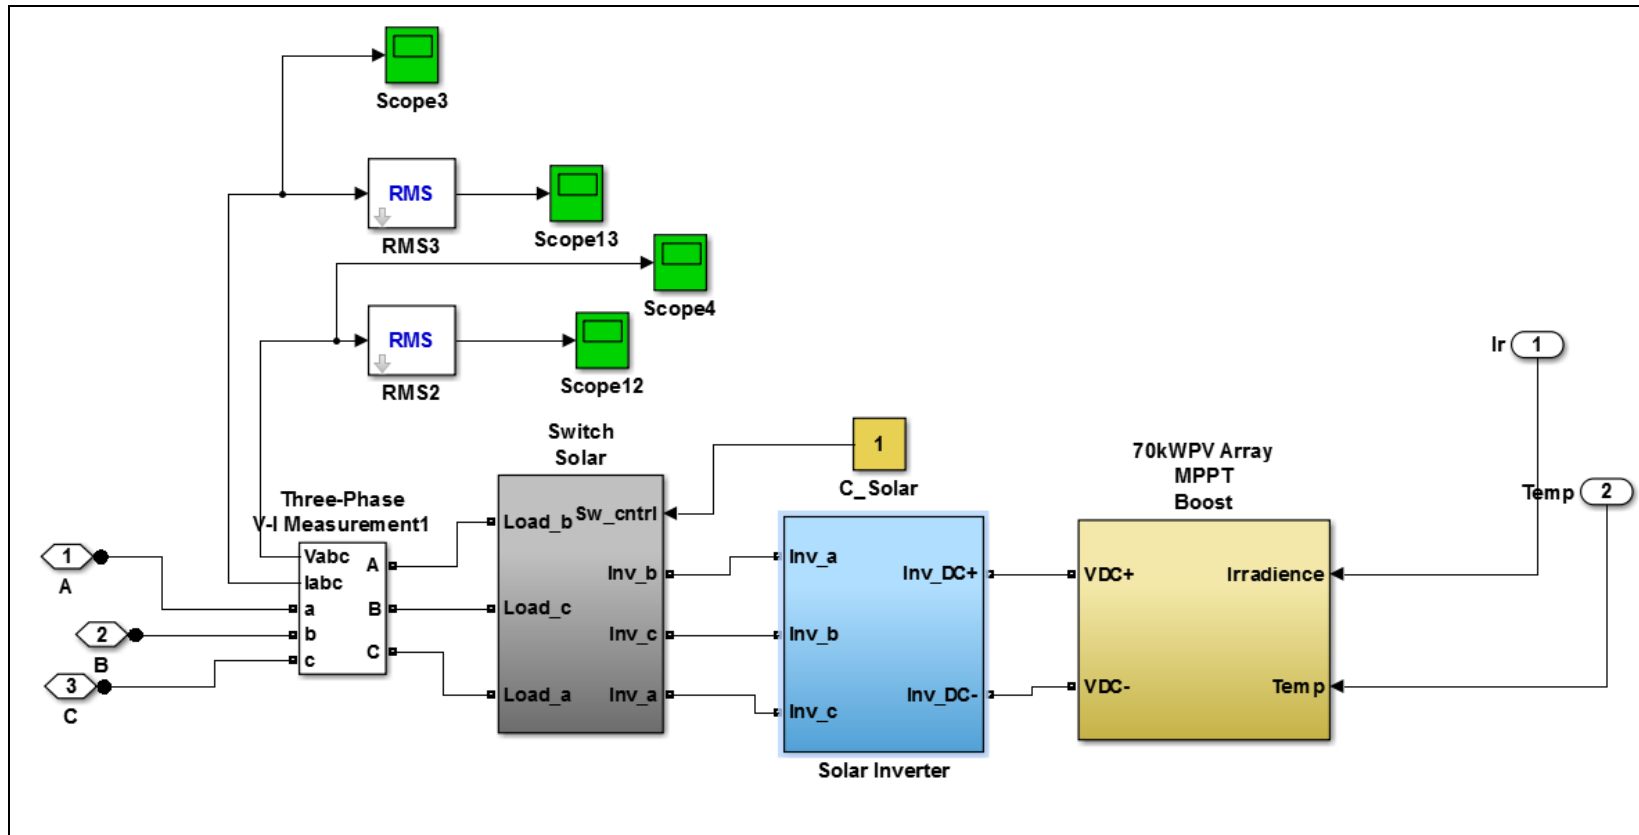 Scope3
RMS
RMS3
Scope13
Scope4
RMS
RMS2
Scope12
Ir 1
Switch
Solar
1
C_Solar
70kWPV Array
MPPT
Boost
Temp 2
Three-Phase
V-I Measurement1
Vabc
Iabc
a
b
c
A
B
C
1
A
2
B
3
C
Load_b
Load_c
Load_a
Sw_cntrl
Inv_b
Inv_c
Inv_a
Inv_a
Inv_b
Inv_c
Inv_DC+
Inv_DC-
Solar Inverter
VDC+
VDC-
Irradience
Temp